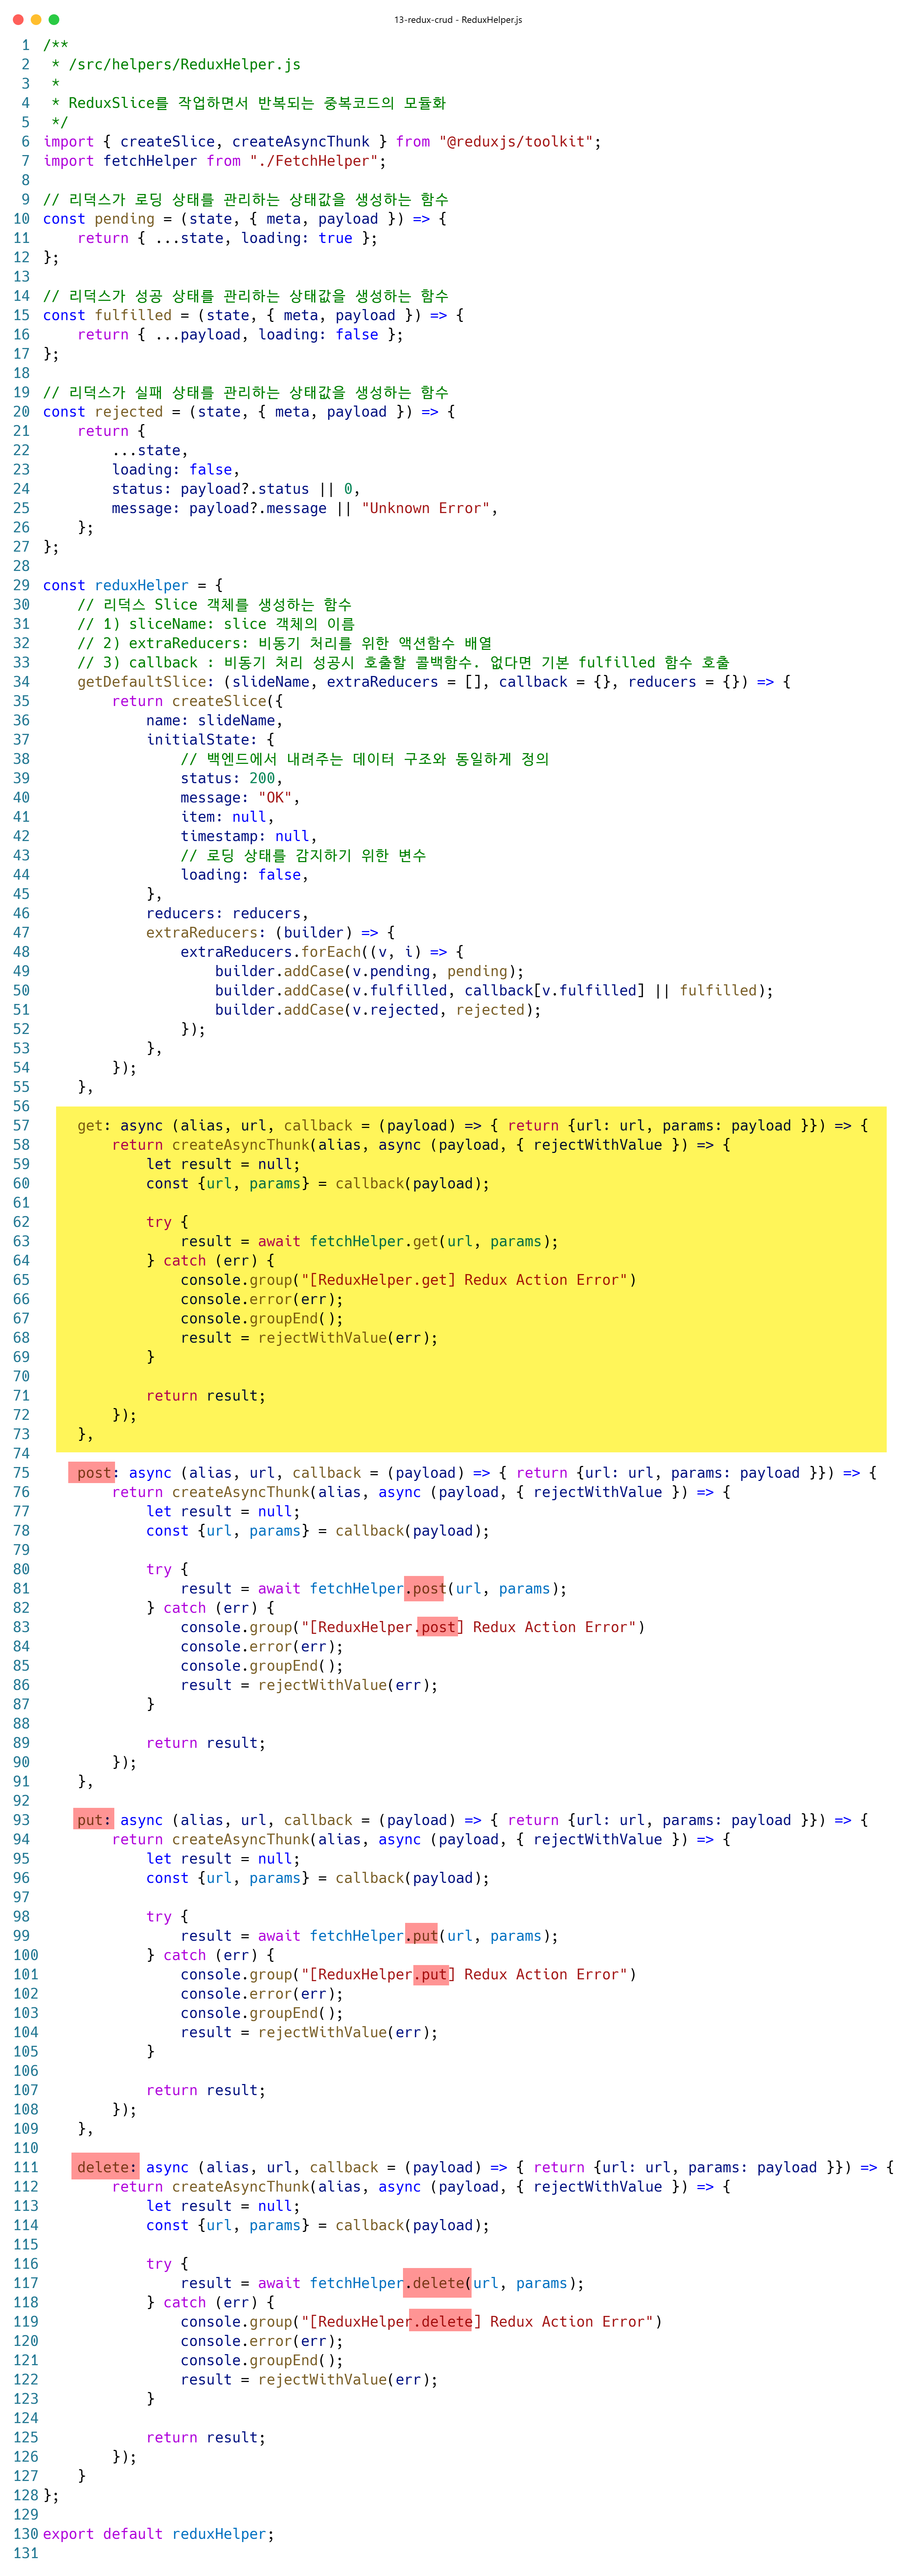 13-redux-crud - ReduxHelper.js
1 /**
2  * /src/helpers/ReduxHelper.js
3  *
4  * ReduxSlice를 작업하면서 반복되는 중복코드의 모듈화
5  */
6 import { createSlice, createAsyncThunk } from "@reduxjs/toolkit";
7 import fetchHelper from "./FetchHelper";
8
9 // 리덕스가 로딩 상태를 관리하는 상태값을 생성하는 함수
10 const pending = (state, { meta, payload }) => {
11     return { ...state, loading: true };
12 };
13
14 // 리덕스가 성공 상태를 관리하는 상태값을 생성하는 함수
15 const fulfilled = (state, { meta, payload }) => {
16     return { ...payload, loading: false };
17 };
18
19 // 리덕스가 실패 상태를 관리하는 상태값을 생성하는 함수
20 const rejected = (state, { meta, payload }) => {
21     return {
22         ...state,
23         loading: false,
24         status: payload?.status || 0,
25         message: payload?.message || "Unknown Error",
26     };
27 };
28
29 const reduxHelper = {
30     // 리덕스 Slice 객체를 생성하는 함수
31     // 1) sliceName: slice 객체의 이름
32     // 2) extraReducers: 비동기 처리를 위한 액션함수 배열
33     // 3) callback : 비동기 처리 성공시 호출할 콜백함수. 없다면 기본 fulfilled 함수 호출
34     getDefaultSlice: (slideName, extraReducers = [], callback = {}, reducers = {}) => {
35         return createSlice({
36             name: slideName,
37             initialState: {
38                 // 백엔드에서 내려주는 데이터 구조와 동일하게 정의
39                 status: 200,
40                 message: "OK",
41                 item: null,
42                 timestamp: null,
43                 // 로딩 상태를 감지하기 위한 변수
44                 loading: false,
45             },
46             reducers: reducers,
47             extraReducers: (builder) => {
48                 extraReducers.forEach((v, i) => {
49                     builder.addCase(v.pending, pending);
50                     builder.addCase(v.fulfilled, callback[v.fulfilled] || fulfilled);
51                     builder.addCase(v.rejected, rejected);
52                 });
53             },
54         });
55     },
56
57     get: async (alias, url, callback = (payload) => { return {url: url, params: payload }}) => {
58         return createAsyncThunk(alias, async (payload, { rejectWithValue }) => {
59             let result = null;
60             const {url, params} = callback(payload);
61
62             try {
63                 result = await fetchHelper.get(url, params);
64             } catch (err) {
65                 console.group("[ReduxHelper.get] Redux Action Error")
66                 console.error(err);
67                 console.groupEnd();
68                 result = rejectWithValue(err);
69             }
70
71             return result;
72         });
73     },
74
75     post: async (alias, url, callback = (payload) => { return {url: url, params: payload }}) => {
76         return createAsyncThunk(alias, async (payload, { rejectWithValue }) => {
77             let result = null;
78             const {url, params} = callback(payload);
79
80             try {
81                 result = await fetchHelper.post(url, params);
82             } catch (err) {
83                 console.group("[ReduxHelper.post] Redux Action Error")
84                 console.error(err);
85                 console.groupEnd();
86                 result = rejectWithValue(err);
87             }
88
89             return result;
90         });
91     },
92
93     put: async (alias, url, callback = (payload) => { return {url: url, params: payload }}) => {
94         return createAsyncThunk(alias, async (payload, { rejectWithValue }) => {
95             let result = null;
96             const {url, params} = callback(payload);
97
98             try {
99                 result = await fetchHelper.put(url, params);
100             } catch (err) {
101                 console.group("[ReduxHelper.put] Redux Action Error")
102                 console.error(err);
103                 console.groupEnd();
104                 result = rejectWithValue(err);
105             }
106
107             return result;
108         });
109     },
110
111     delete: async (alias, url, callback = (payload) => { return {url: url, params: payload }}) => {
112         return createAsyncThunk(alias, async (payload, { rejectWithValue }) => {
113             let result = null;
114             const {url, params} = callback(payload);
115
116             try {
117                 result = await fetchHelper.delete(url, params);
118             } catch (err) {
119                 console.group("[ReduxHelper.delete] Redux Action Error")
120                 console.error(err);
121                 console.groupEnd();
122                 result = rejectWithValue(err);
123             }
124
125             return result;
126         });
127     }
128 };
129
130 export default reduxHelper;
131